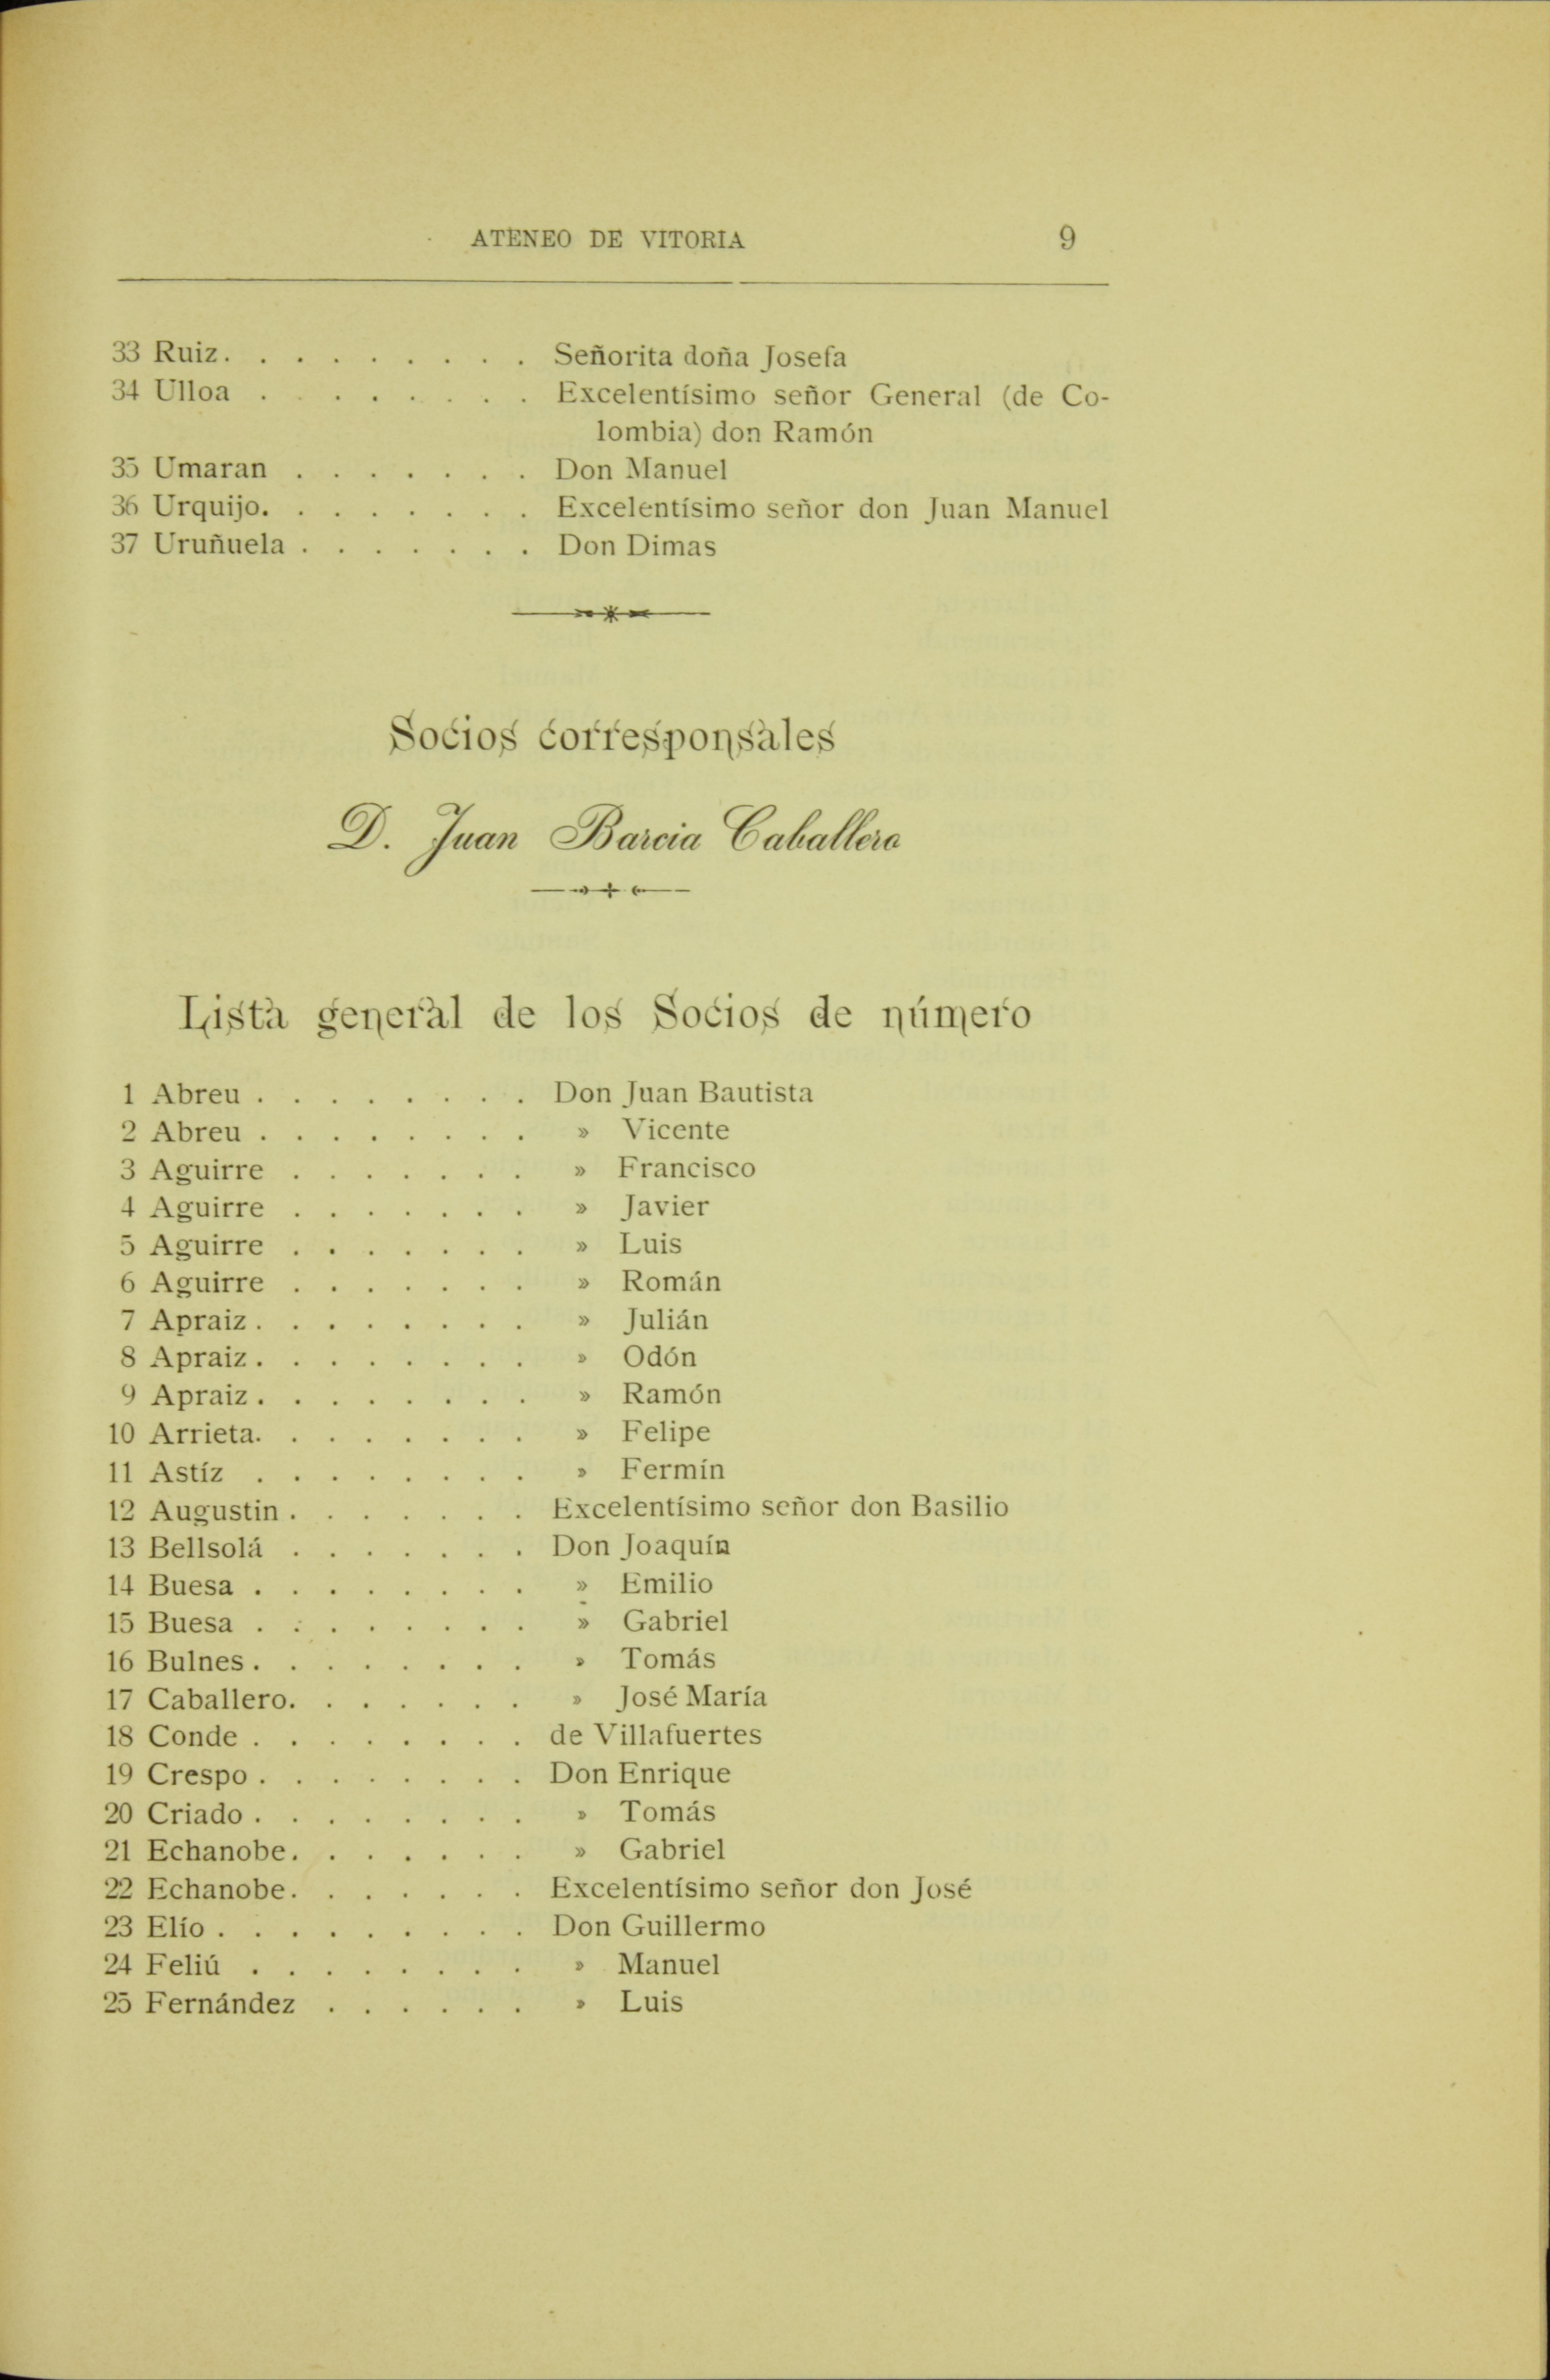 ATENEO DE VITORIA 9
33 Ruiz. . . . . . . . . Señorita doña Josefa
34 Ulloa . . . . . . . . Excelentísimo señor General (de Co-
lombia) don Ramón
35 Umaran . . . . . . . Don Manuel
36 Urquijo. . . . . . . . Excelentísimo señor don Juan Manuel
37 Uruñuela . . . . . . . Don Dimas
Socios corresponsales
D. Juan Barcia Caballero
Lista general de los Socios de número
1 Abreu . . . . . . . . Don Juan Bautista
2 Abreu . . . . . . . . » Vicente
3 Aguirre . . . . . . . » Francisco
4 Aguirre . . . . . . . » Javier
5 Aguirre . . . . . . . » Luis
6 Aguirre . . . . . . . » Román
7 Apraiz . . . . . . . . » Julián
8 Apraiz . . . . . . . . » Odón
9 Apraiz . . . . . . . . » Ramón
10 Arrieta. . . . . . . . » Felipe
11 Astíz . . . . . . . . » Fermín
12 Augustin . . . . . . . Excelentísimo señor don Basilio
13 Bellsolá . . . . . . . Don Joaquín
14 Buesa . . . . . . . . » Emilio
15 Buesa . . . . . . . . » Gabriel
16 Bulnes . . . . . . . . » Tomás
17 Caballero. . . . . . . » José María
18 Conde . . . . . . . . de Villafuertes
19 Crespo . . . . . . . . Don Enrique
20 Criado . . . . . . . . » Tomás
21 Echanobe. . . . . . . » Gabriel
22 Echanobe. . . . . . . Excelentísimo señor don José
23 Elío . . . . . . . . . Don Guillermo
24 Feliú . . . . . . . . » Manuel
25 Fernández . . . . . . » Luis